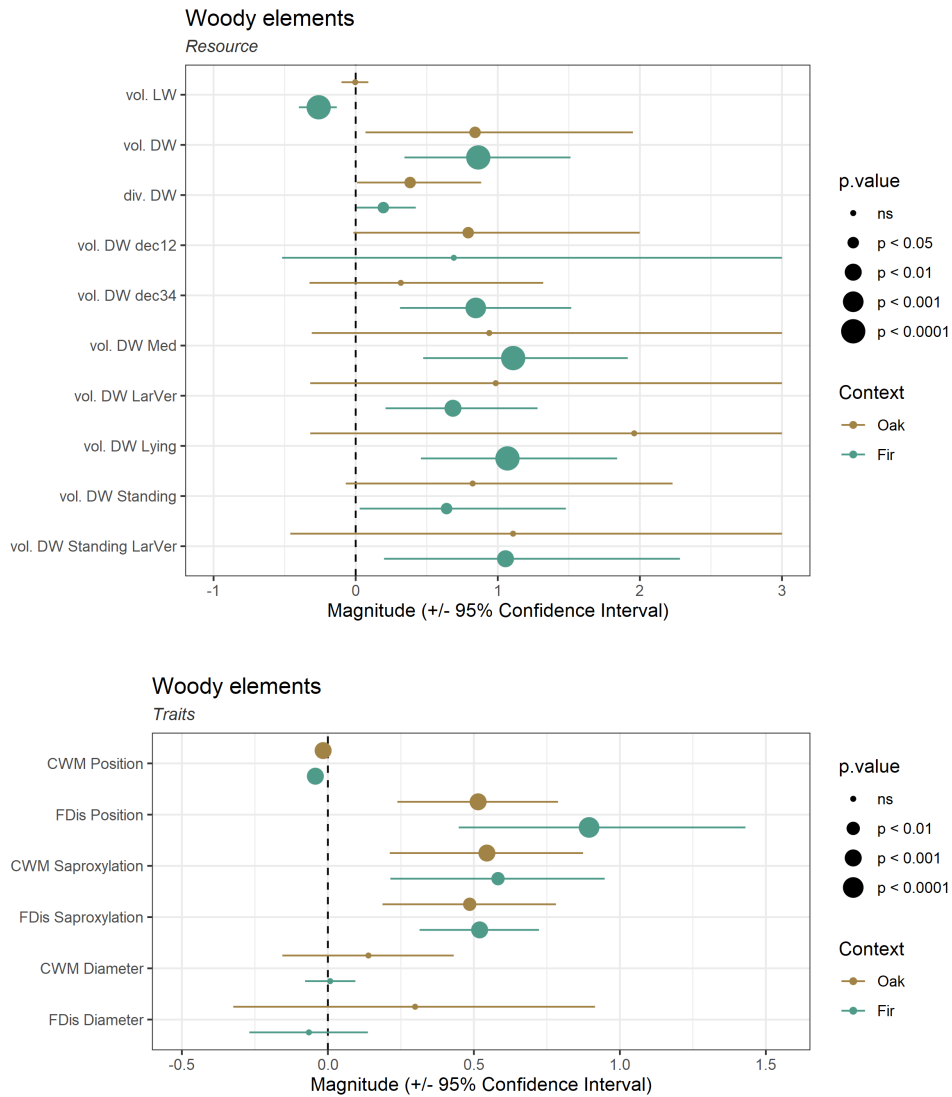 Woody elements
Resource
vol. LW
vol. DW
div. DW
vol. DW dec12
vol. DW dec34
vol. DW Med
vol. DW LarVer
vol. DW Lying
vol. DW Standing
vol. DW Standing LarVer
-1 0 1 2 3
Magnitude (+/- 95% Confidence Interval)
p.value
ns
p < 0.05
p < 0.01
p < 0.001
p < 0.0001
Context
Oak
Fir
Woody elements
Traits
CWM Position
FDis Position
CWM Saproxylation
FDis Saproxylation
CWM Diameter
FDis Diameter
-0.5 0.0 0.5 1.0 1.5
Magnitude (+/- 95% Confidence Interval)
p.value
ns
p < 0.01
p < 0.001
p < 0.0001
Context
Oak
Fir